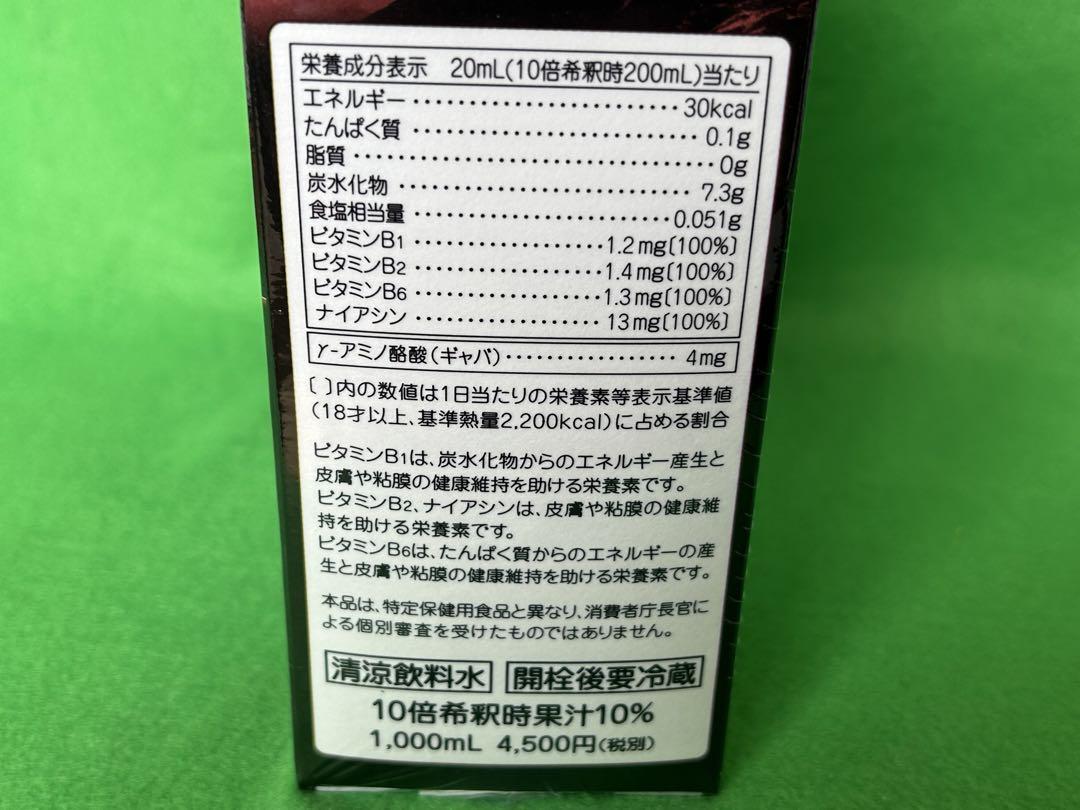 栄養成分表示 20mL(10倍希釈時200mL)当たり
エネルギー‥‥‥‥‥‥‥‥‥‥‥‥30kcal
たんぱく質‥‥‥‥‥‥‥‥‥‥‥‥0.1g
脂質‥‥‥‥‥‥‥‥‥‥‥‥‥‥‥0g
炭水化物‥‥‥‥‥‥‥‥‥‥‥‥‥7.3g
食塩相当量‥‥‥‥‥‥‥‥‥‥‥0.051g
ビタミンB1‥‥‥‥‥‥‥‥1.2mg〔100%〕
ビタミンB2‥‥‥‥‥‥‥‥1.4mg〔100%〕
ビタミンB6‥‥‥‥‥‥‥‥1.3mg〔100%〕
ナイアシン‥‥‥‥‥‥‥‥13mg〔100%〕
γ-アミノ酪酸(ギャバ)‥‥‥‥‥‥‥4mg
〔 〕内の数値は1日当たりの栄養素等表示基準値
(18才以上、基準熱量2,200kcal)に占める割合
ビタミンB1は、炭水化物からのエネルギー産生と
皮膚や粘膜の健康維持を助ける栄養素です。
ビタミンB2、ナイアシンは、皮膚や粘膜の健康維
持を助ける栄養素です。
ビタミンB6は、たんぱく質からのエネルギーの産
生と皮膚や粘膜の健康維持を助ける栄養素です。
本品は、特定保健用食品と異なり、消費者庁長官に
よる個別審査を受けたものではありません。
清涼飲料水 開栓後要冷蔵
10倍希釈時果汁10%
1,000mL 4,500円(税別)